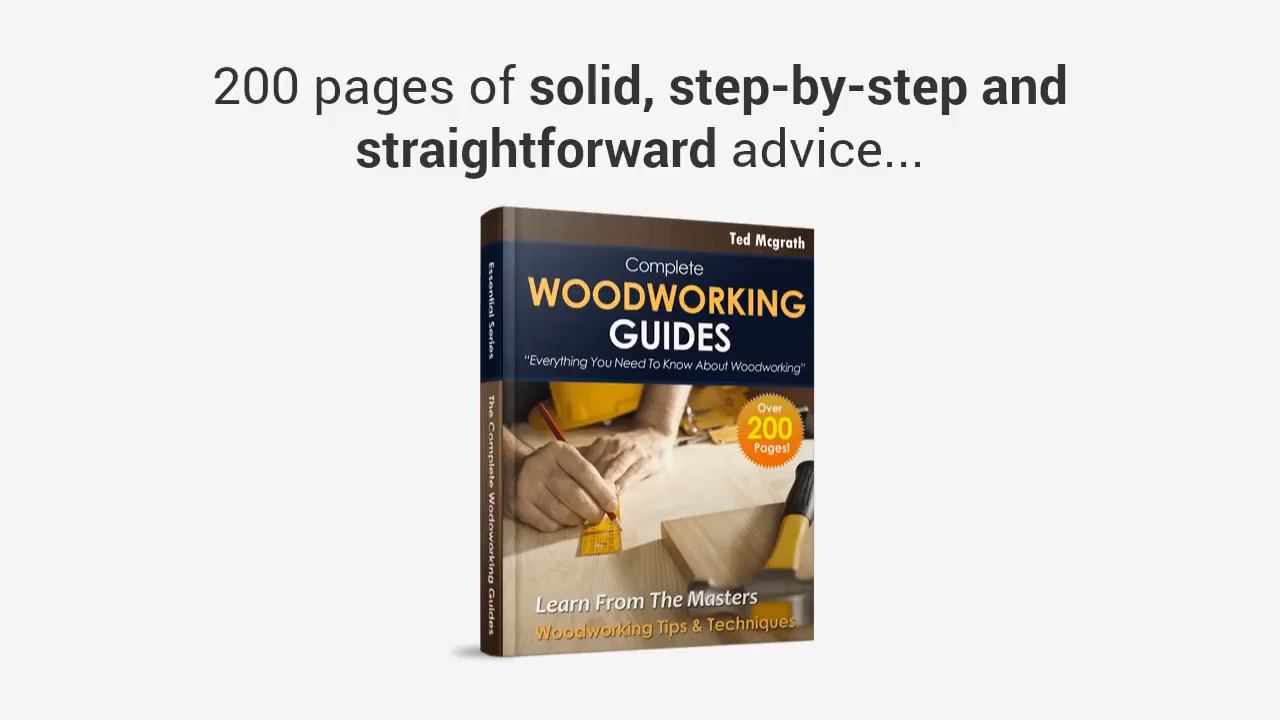 200 pages of solid, step-by-step and
straightforward advice...
Ted Mcgrath
Complete
WOODWORKING
GUIDES
"Everything You Need To Know About Woodworking"
Over
200
Pages!
Learn From The Masters
Woodworking Tips & Techniques
Essential Series
The Complete Wodoworking Guides